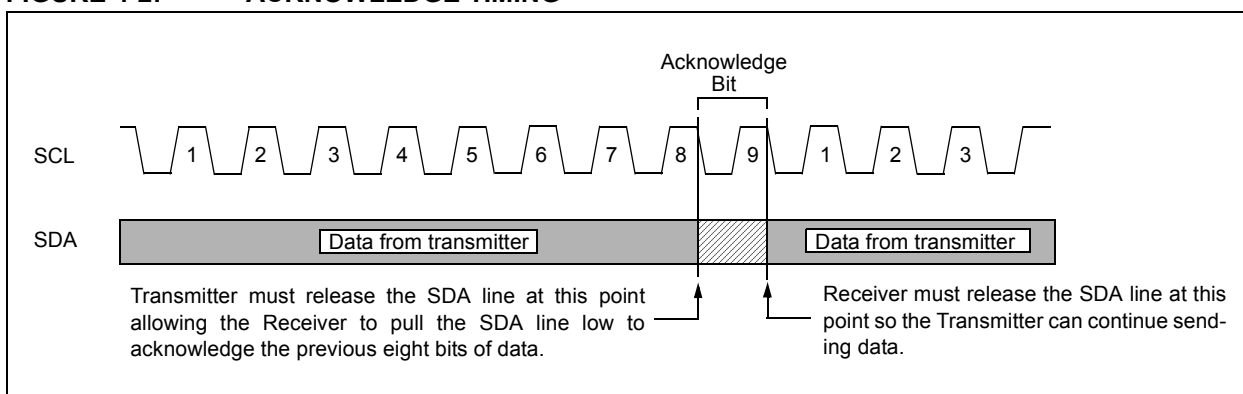 FIGURE 4-2: ACKNOWLEDGE TIMING
Acknowledge
Bit
SCL 1 2 3 4 5 6 7 8 9 1 2 3
SDA Data from transmitter Data from transmitter
Transmitter must release the SDA line at this point
allowing the Receiver to pull the SDA line low to
acknowledge the previous eight bits of data.
Receiver must release the SDA line at this
point so the Transmitter can continue send-
ing data.